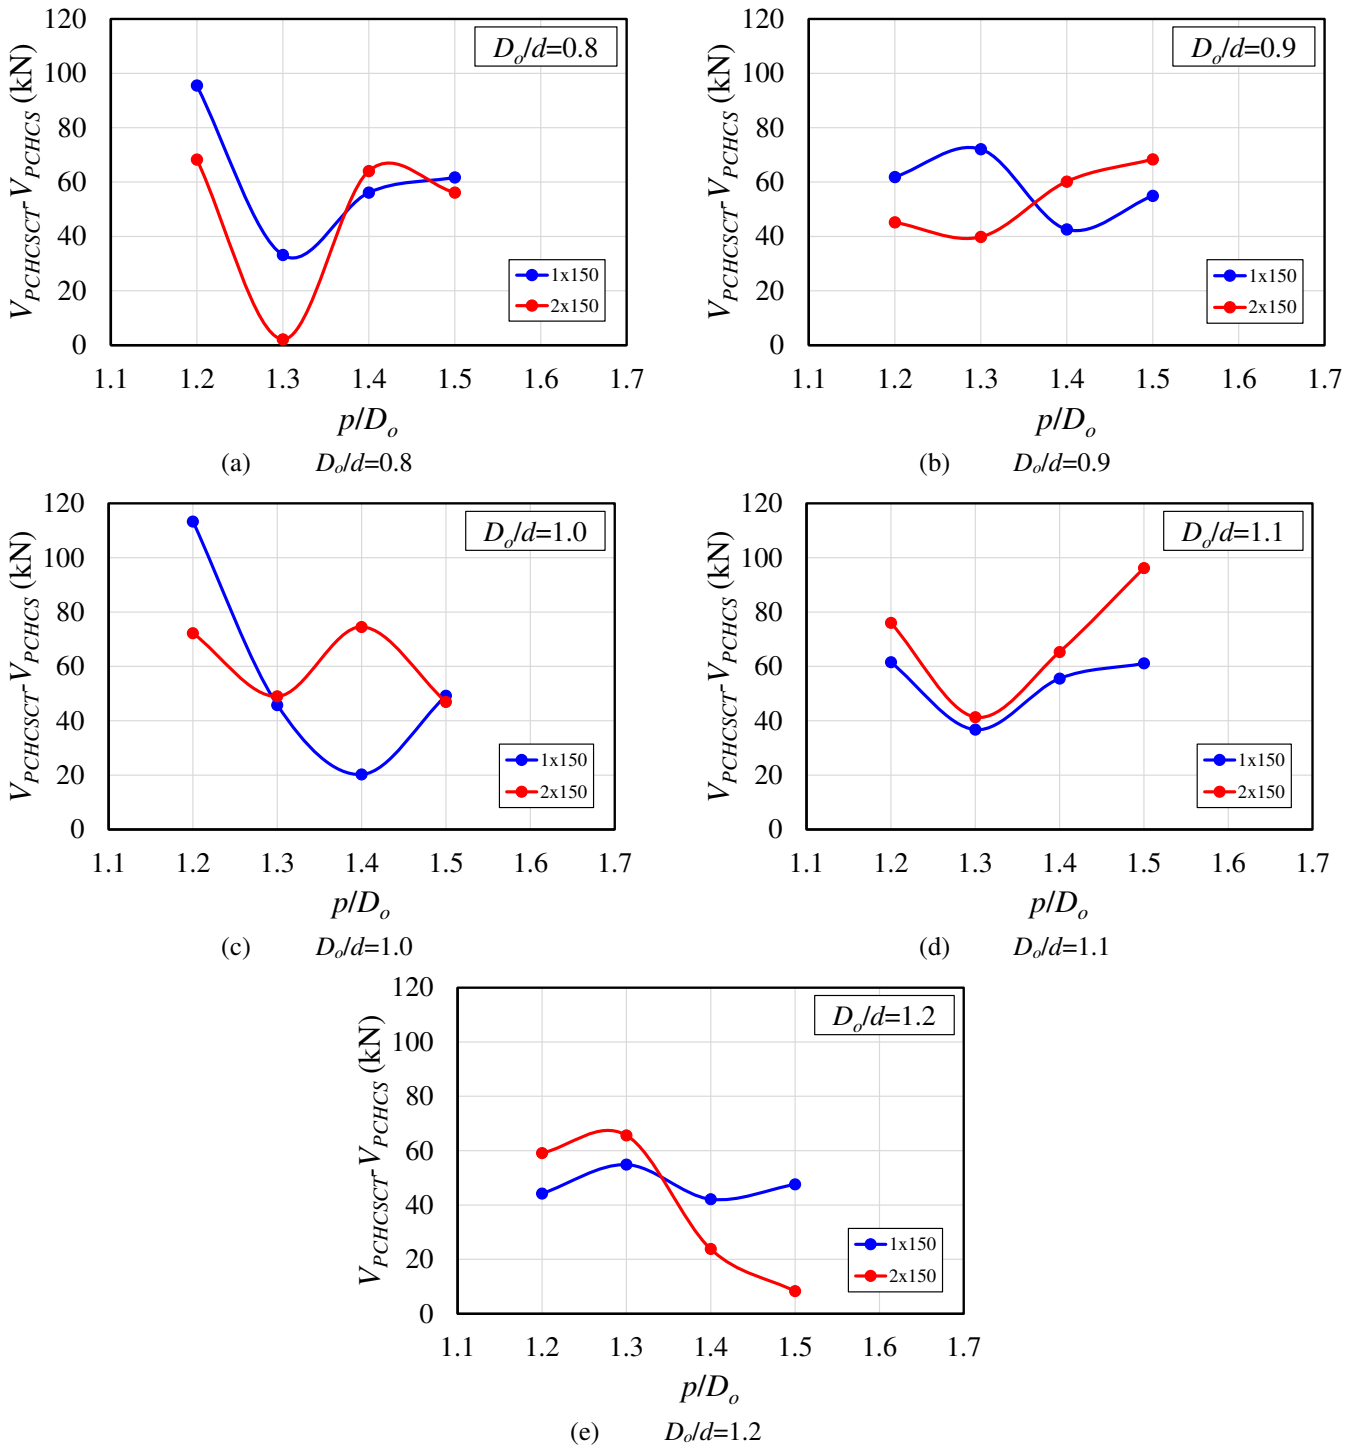 V_PCHCSCT-V_PCHCS (kN)
120
100
80
60
40
20
0
D_o/d=0.8
1x150
2x150
1.1 1.2 1.3 1.4 1.5 1.6 1.7
p/D_o
(a) D_o/d=0.8
V_PCHCSCT-V_PCHCS (kN)
120
100
80
60
40
20
0
D_o/d=0.9
1x150
2x150
1.1 1.2 1.3 1.4 1.5 1.6 1.7
p/D_o
(b) D_o/d=0.9
V_PCHCSCT-V_PCHCS (kN)
120
100
80
60
40
20
0
D_o/d=1.0
1x150
2x150
1.1 1.2 1.3 1.4 1.5 1.6 1.7
p/D_o
(c) D_o/d=1.0
V_PCHCSCT-V_PCHCS (kN)
120
100
80
60
40
20
0
D_o/d=1.1
1x150
2x150
1.1 1.2 1.3 1.4 1.5 1.6 1.7
p/D_o
(d) D_o/d=1.1
V_PCHCSCT-V_PCHCS (kN)
120
100
80
60
40
20
0
D_o/d=1.2
1x150
2x150
1.1 1.2 1.3 1.4 1.5 1.6 1.7
p/D_o
(e) D_o/d=1.2